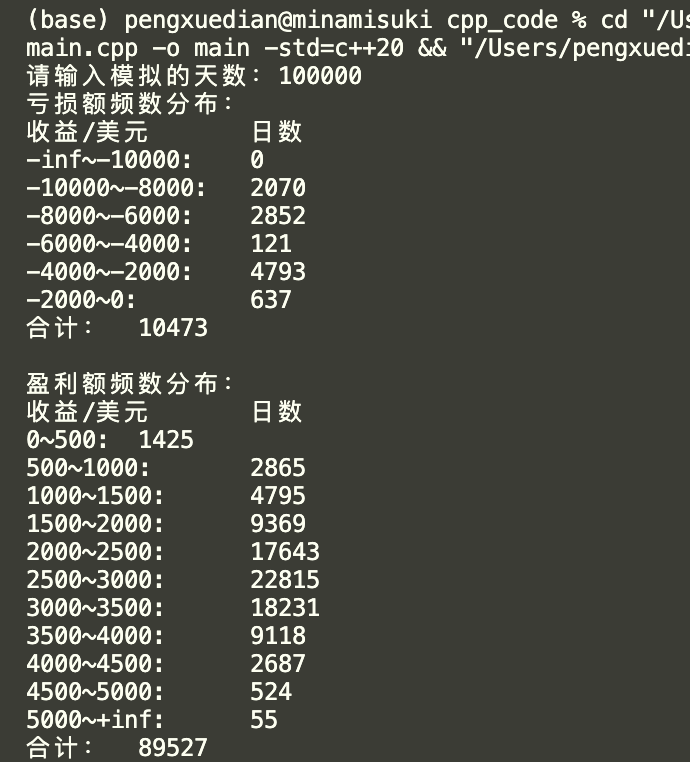 (base) pengxuedian@minamisuki cpp_code % cd "/Us
main.cpp -o main -std=c++20 && "/Users/pengxuedi
请输入模拟的天数：100000
亏损额频数分布：
收益/美元 日数
-inf~-10000: 0
-10000~-8000: 2070
-8000~-6000: 2852
-6000~-4000: 121
-4000~-2000: 4793
-2000~0: 637
合计： 10473
盈利额频数分布：
收益/美元 日数
0~500: 1425
500~1000: 2865
1000~1500: 4795
1500~2000: 9369
2000~2500: 17643
2500~3000: 22815
3000~3500: 18231
3500~4000: 9118
4000~4500: 2687
4500~5000: 524
5000~+inf: 55
合计： 89527